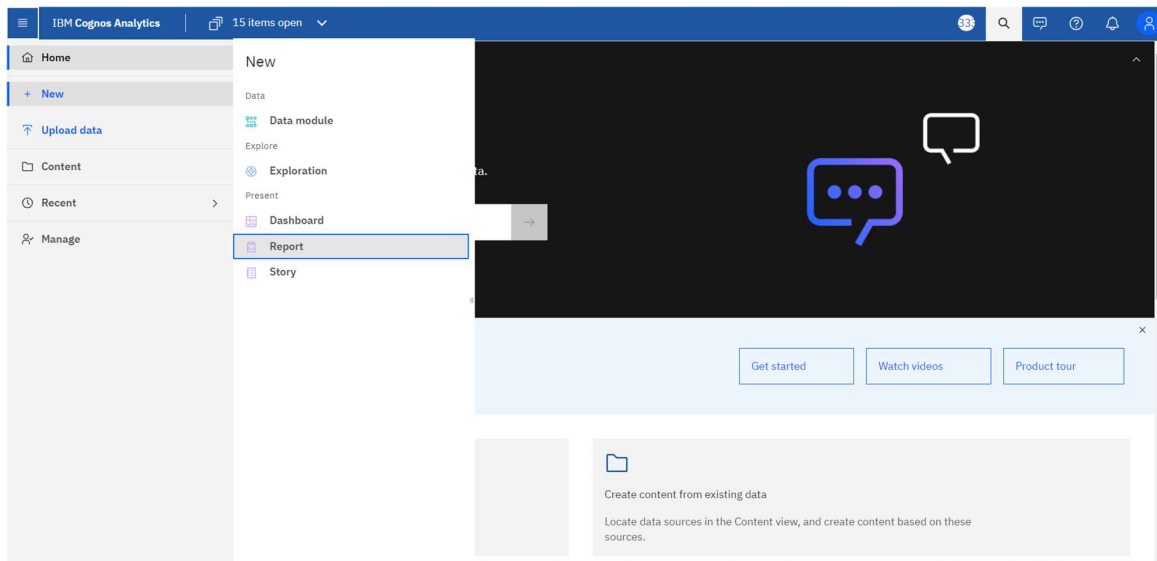 IBM Cognos Analytics
15 items open
333
Home
New
Upload data
Content
Recent
Manage
New
Data
Data module
Explore
Exploration
Present
Dashboard
Report
Story
ta.
Get started
Watch videos
Product tour
Create content from existing data
Locate data sources in the Content view, and create content based on these
sources.